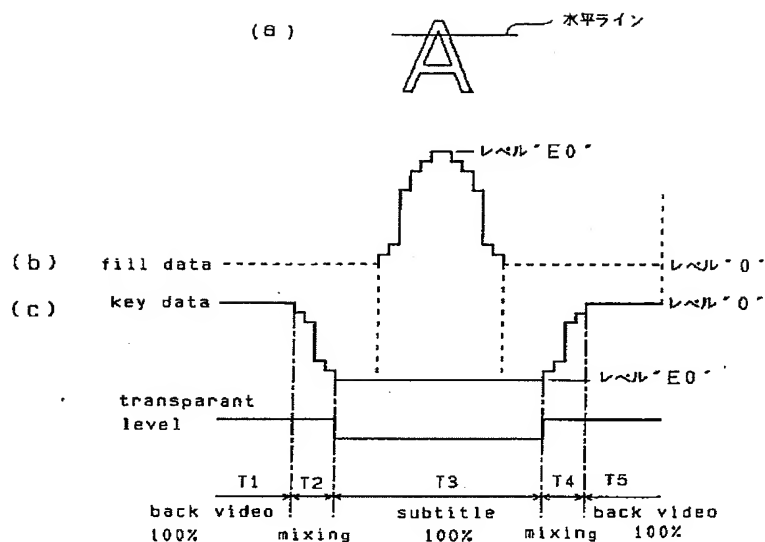 (a)
水平ライン
A
レベル"E0"
(b) fill data レベル"0"
(c) key data レベル"0"
レベル"E0"
transparant
level
T1 T2 T3 T4 T5
back video subtitle back video
100% mixing 100% mixing 100%